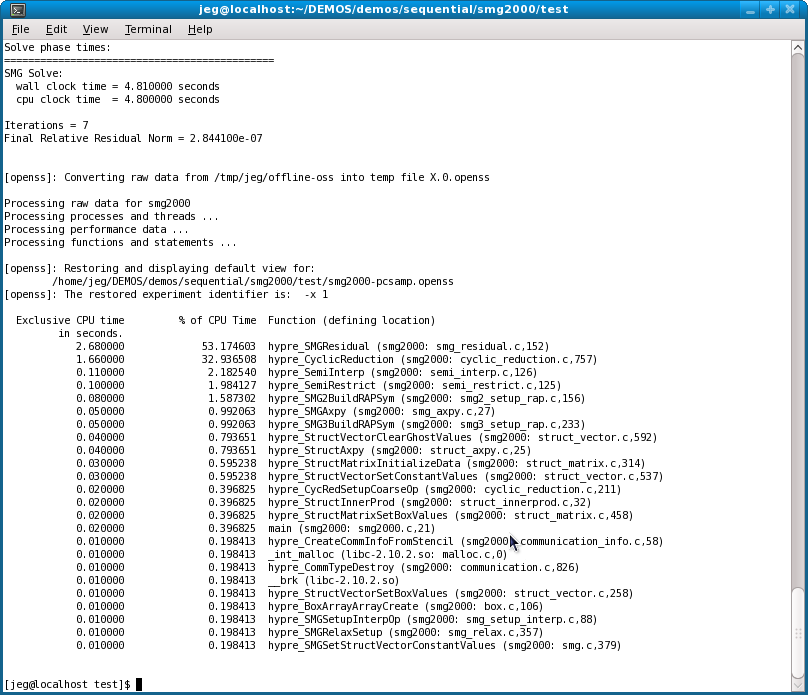 jeg@localhost:~/DEMOS/demos/sequential/smg2000/test
File Edit View Terminal Help
Solve phase times:
=============================================
SMG Solve:
  wall clock time = 4.810000 seconds
  cpu clock time  = 4.800000 seconds

Iterations = 7
Final Relative Residual Norm = 2.844100e-07

[openss]: Converting raw data from /tmp/jeg/offline-oss into temp file X.0.openss

Processing raw data for smg2000
Processing processes and threads ...
Processing performance data ...
Processing functions and statements ...

[openss]: Restoring and displaying default view for:
        /home/jeg/DEMOS/demos/sequential/smg2000/test/smg2000-pcsamp.openss
[openss]: The restored experiment identifier is:  -x 1

  Exclusive CPU time         % of CPU Time  Function (defining location)
         in seconds.
            2.680000             53.174603  hypre_SMGResidual (smg2000: smg_residual.c,152)
            1.660000             32.936508  hypre_CyclicReduction (smg2000: cyclic_reduction.c,757)
            0.110000              2.182540  hypre_SemiInterp (smg2000: semi_interp.c,126)
            0.100000              1.984127  hypre_SemiRestrict (smg2000: semi_restrict.c,125)
            0.080000              1.587302  hypre_SMG2BuildRAPSym (smg2000: smg2_setup_rap.c,156)
            0.050000              0.992063  hypre_SMGAxpy (smg2000: smg_axpy.c,27)
            0.050000              0.992063  hypre_SMG3BuildRAPSym (smg2000: smg3_setup_rap.c,233)
            0.040000              0.793651  hypre_StructVectorClearGhostValues (smg2000: struct_vector.c,592)
            0.040000              0.793651  hypre_StructAxpy (smg2000: struct_axpy.c,25)
            0.030000              0.595238  hypre_StructMatrixInitializeData (smg2000: struct_matrix.c,314)
            0.030000              0.595238  hypre_StructVectorSetConstantValues (smg2000: struct_vector.c,537)
            0.020000              0.396825  hypre_CycRedSetupCoarseOp (smg2000: cyclic_reduction.c,211)
            0.020000              0.396825  hypre_StructInnerProd (smg2000: struct_innerprod.c,32)
            0.020000              0.396825  hypre_StructMatrixSetBoxValues (smg2000: struct_matrix.c,458)
            0.020000              0.396825  main (smg2000: smg2000.c,21)
            0.010000              0.198413  hypre_CreateCommInfoFromStencil (smg2000: communication_info.c,58)
            0.010000              0.198413  _int_malloc (libc-2.10.2.so: malloc.c,0)
            0.010000              0.198413  hypre_CommTypeDestroy (smg2000: communication.c,826)
            0.010000              0.198413  __brk (libc-2.10.2.so)
            0.010000              0.198413  hypre_StructVectorSetBoxValues (smg2000: struct_vector.c,258)
            0.010000              0.198413  hypre_BoxArrayArrayCreate (smg2000: box.c,106)
            0.010000              0.198413  hypre_SMGSetupInterpOp (smg2000: smg_setup_interp.c,88)
            0.010000              0.198413  hypre_SMGRelaxSetup (smg2000: smg_relax.c,357)
            0.010000              0.198413  hypre_SMGSetStructVectorConstantValues (smg2000: smg.c,379)

[jeg@localhost test]$